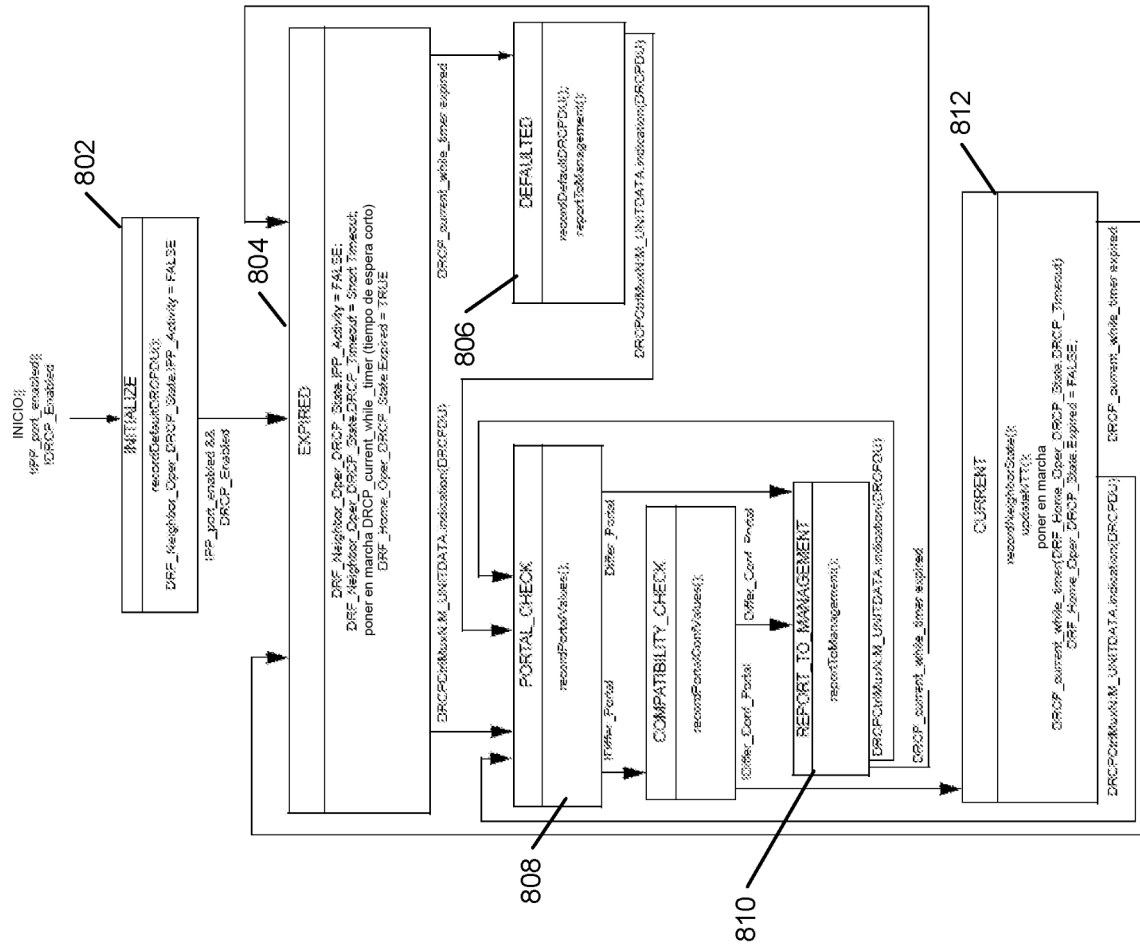 INICIO||
!IPP_port_enabled||
!DRCP_Enabled
802
INITIALIZE
recordDefaultDRCPDU();
DRF_Neighbor_Oper_DRCP_State.IPP_Activity = FALSE
IPP_port_enabled &&
DRCP_Enabled
804
EXPIRED
DRF_Neighbor_Oper_DRCP_State.IPP_Activity = FALSE;
DRF_Neighbor_Oper_DRCP_State.DRCP_Timeout = Short Timeout;
poner en marcha DRCP_current_while_timer (tiempo de espera corto)
DRF_Home_Oper_DRCP_State.Expired = TRUE
DRCPCtrlMuxN:M_UNITDATA.indication(DRCPDU)
DRCP_current_while_timer expired
806
DEFAULTED
recordDefaultDRCPDU();
reportToManagement();
DRCPCtrlMuxN:M_UNITDATA.indication(DRCPDU)
PORTAL_CHECK
recordPortalValues();
808
!Differ_Portal
Differ_Portal
COMPATIBILITY_CHECK
recordPortalConfValues();
!Differ_Conf_Portal
Differ_Conf_Portal
REPORT_TO_MANAGEMENT
reportToManagement();
810
DRCPCtrlMuxN:M_UNITDATA.indication(DRCPDU)
DRCP_current_while_timer expired
812
CURRENT
recordNeighborState();
updateNTT();
poner en marcha
DRCP_current_while_timer(DRF_Home_Oper_DRCP_State.DRCP_Timeout)
DRF_Home_Oper_DRCP_State.Expired = FALSE;
DRCPCtrlMuxN:M_UNITDATA.indication(DRCPDU)
DRCP_current_while_timer expired